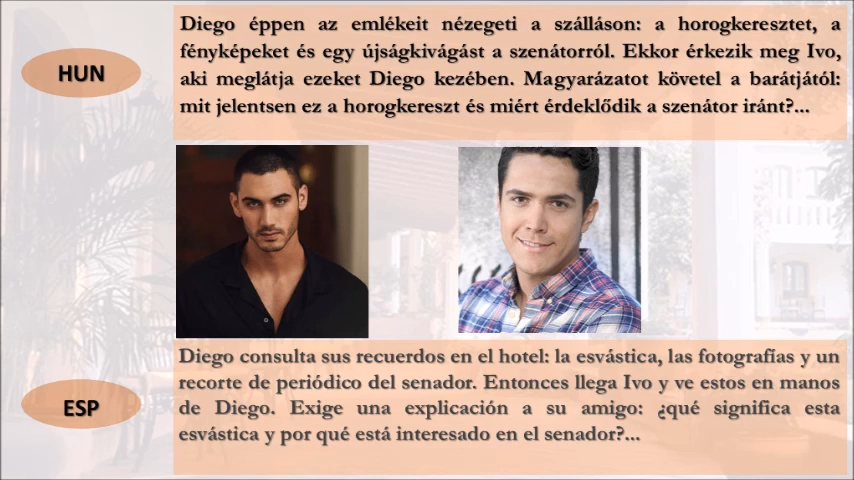 HUN
Diego éppen az emlékeit nézegeti a szálláson: a horogkeresztet, a
fényképeket és egy újságkivágást a szenátorról. Ekkor érkezik meg Ivo,
aki meglátja ezeket Diego kezében. Magyarázatot követel a barátjától:
mit jelentsen ez a horogkereszt és miért érdeklődik a szenátor iránt?...
ESP
Diego consulta sus recuerdos en el hotel: la esvástica, las fotografías y un
recorte de periódico del senador. Entonces llega Ivo y ve estos en manos
de Diego. Exige una explicación a su amigo: ¿qué significa esta
esvástica y por qué está interesado en el senador?...